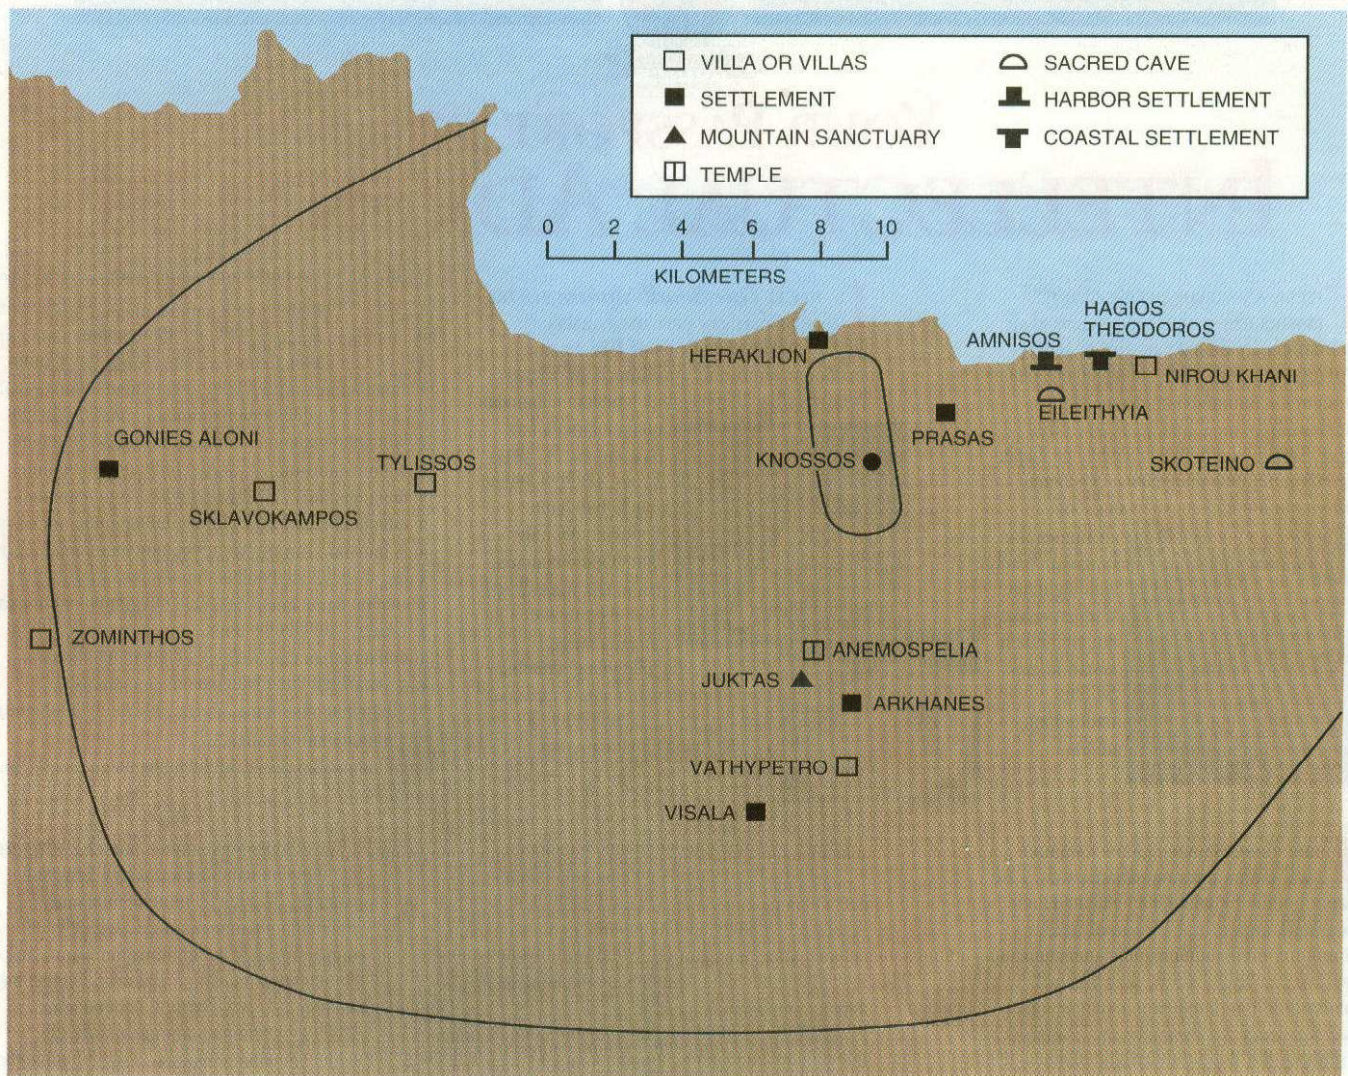 VILLA OR VILLAS
SETTLEMENT
MOUNTAIN SANCTUARY
TEMPLE
SACRED CAVE
HARBOR SETTLEMENT
COASTAL SETTLEMENT
0 2 4 6 8 10
KILOMETERS
HAGIOS
THEODOROS
AMNISOS
HERAKLION
NIROU KHANI
EILEITHYIA
PRASAS
GONIES ALONI
TYLISSOS
KNOSSOS
SKOTEINO
SKLAVOKAMPOS
ZOMINTHOS
ANEMOSPELIA
JUKTAS
ARKHANES
VATHYPETRO
VISALA